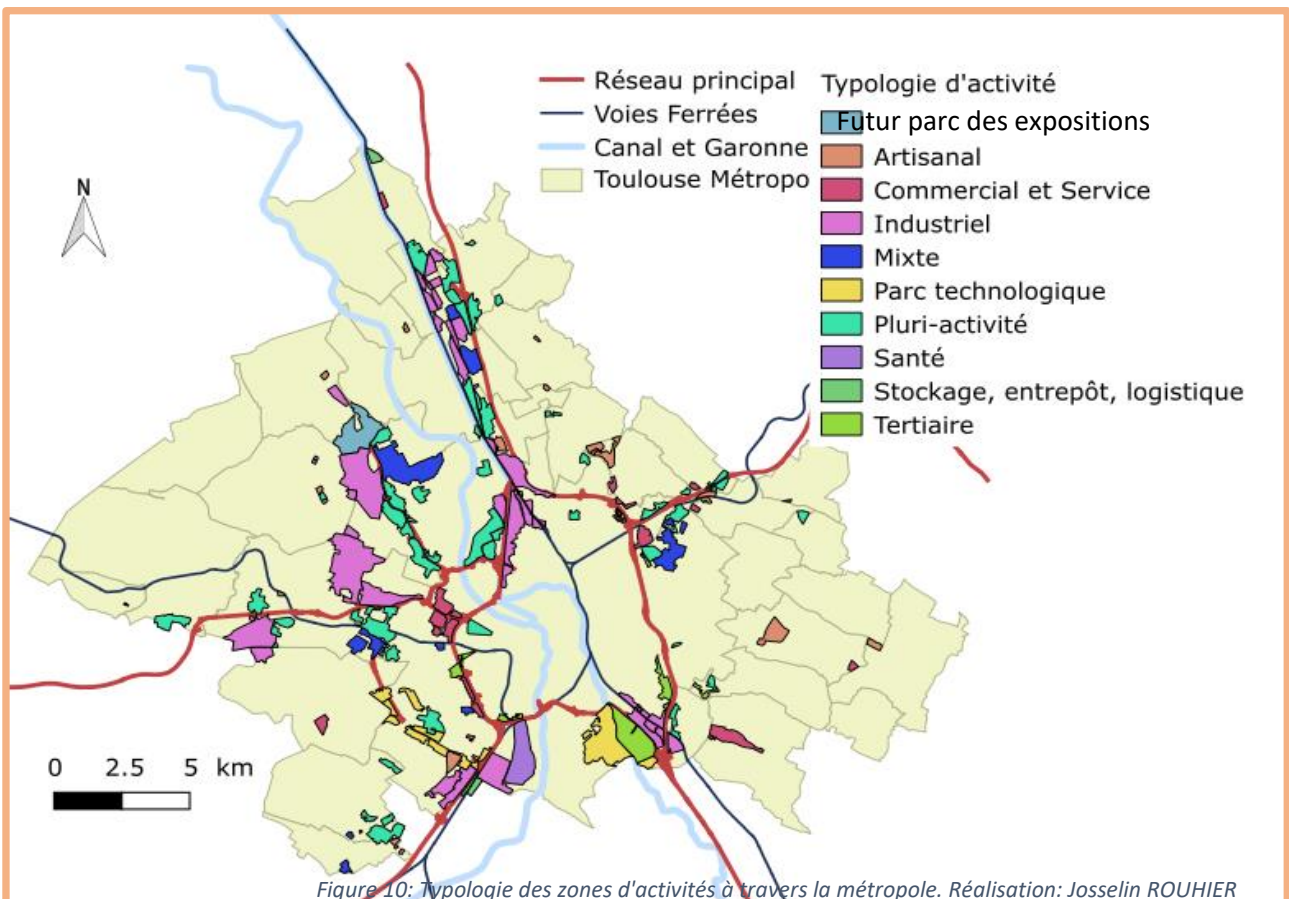 Réseau principal
Voies Ferrées
Canal et Garonne
Toulouse Métropo
Typologie d'activité
Futur parc des expositions
Artisanal
Commercial et Service
Industriel
Mixte
Parc technologique
Pluri-activité
Santé
Stockage, entrepôt, logistique
Tertiaire
N
0 2.5 5 km
Figure 10: Typologie des zones d'activités à travers la métropole. Réalisation: Josselin ROUHIER